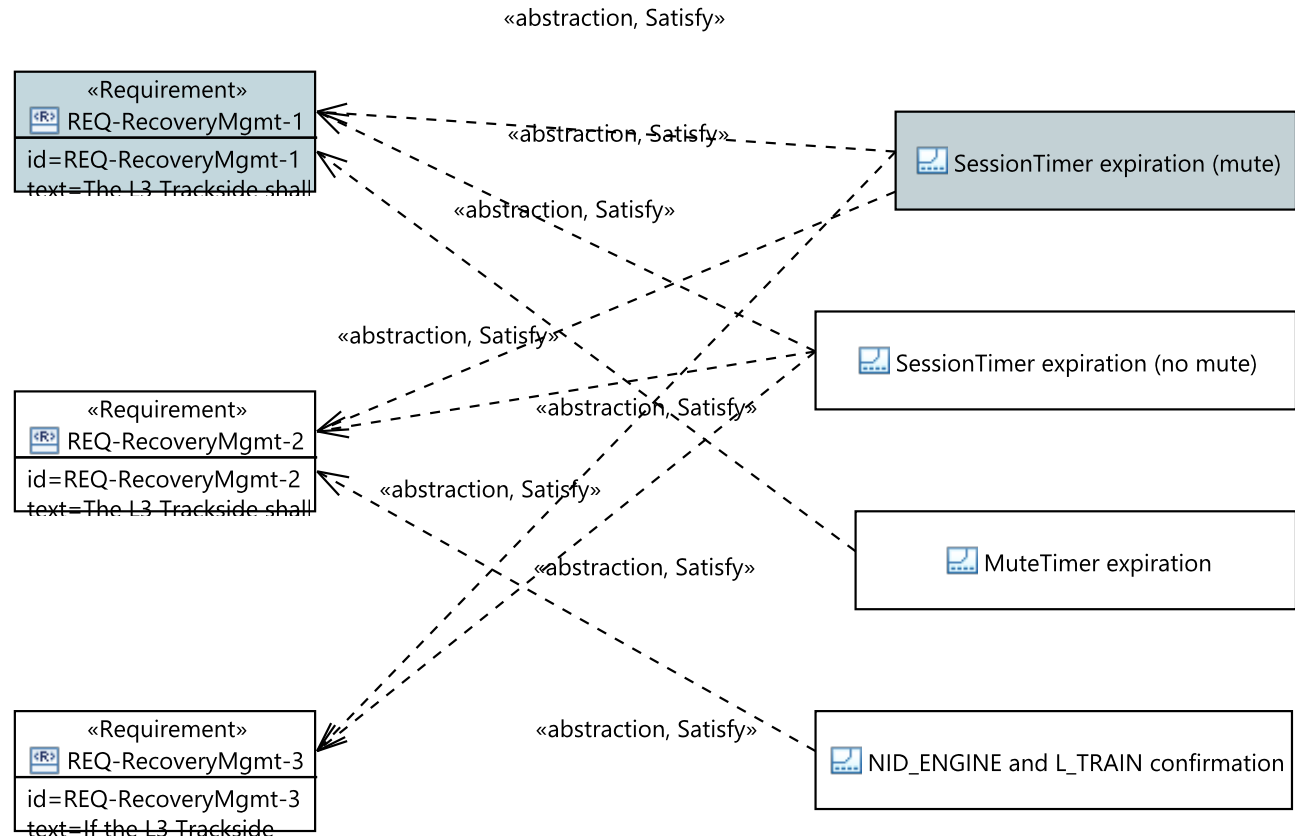 «abstraction, Satisfy»
«Requirement»
<R> REQ-RecoveryMgmt-1
id=REQ-RecoveryMgmt-1
text=The L3 Trackside shall
«abstraction, Satisfy»
SessionTimer expiration (mute)
«abstraction, Satisfy»
«abstraction, Satisfy»
SessionTimer expiration (no mute)
«Requirement»
<R> REQ-RecoveryMgmt-2
id=REQ-RecoveryMgmt-2
text=The L3 Trackside shall
«abstraction, Satisfy»
«abstraction, Satisfy»
«abstraction, Satisfy»
MuteTimer expiration
«Requirement»
<R> REQ-RecoveryMgmt-3
id=REQ-RecoveryMgmt-3
text=If the L3 Trackside
«abstraction, Satisfy»
NID_ENGINE and L_TRAIN confirmation